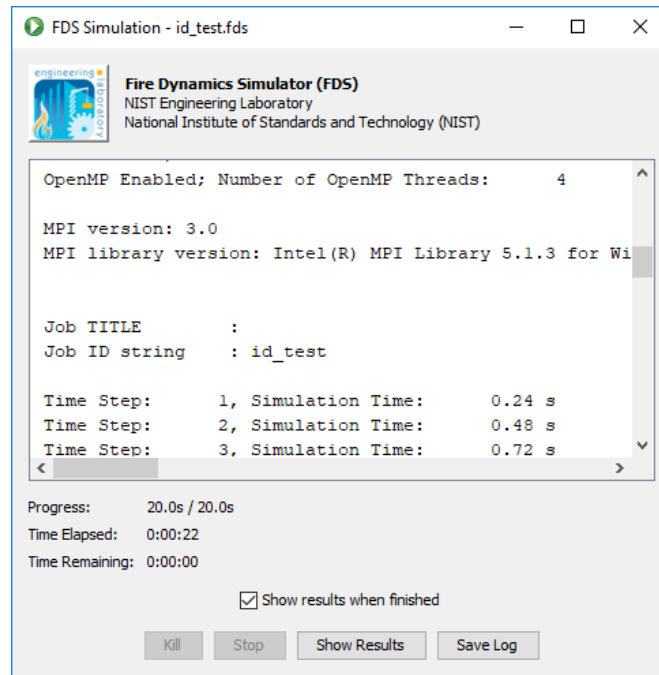 FDS Simulation - id_test.fds
engineering
laboratory
Fire Dynamics Simulator (FDS)
NIST Engineering Laboratory
National Institute of Standards and Technology (NIST)
OpenMP Enabled; Number of OpenMP Threads: 4
MPI version: 3.0
MPI library version: Intel(R) MPI Library 5.1.3 for Wi
Job TITLE :
Job ID string : id_test
Time Step: 1, Simulation Time: 0.24 s
Time Step: 2, Simulation Time: 0.48 s
Time Step: 3, Simulation Time: 0.72 s
Progress: 20.0s / 20.0s
Time Elapsed: 0:00:22
Time Remaining: 0:00:00
Show results when finished
Kill Stop Show Results Save Log